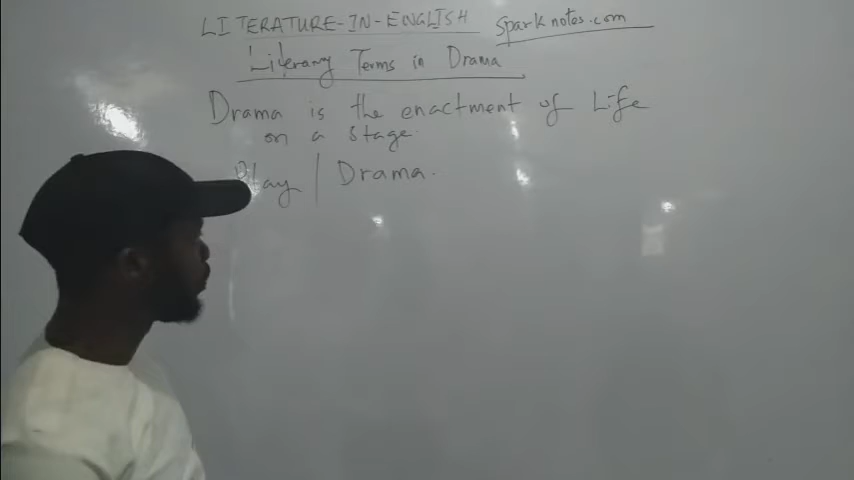 LITERATURE-IN-ENGLISH sparknotes.com
Literary Terms in Drama
Drama is the enactment of Life
on a stage.
Play | Drama.